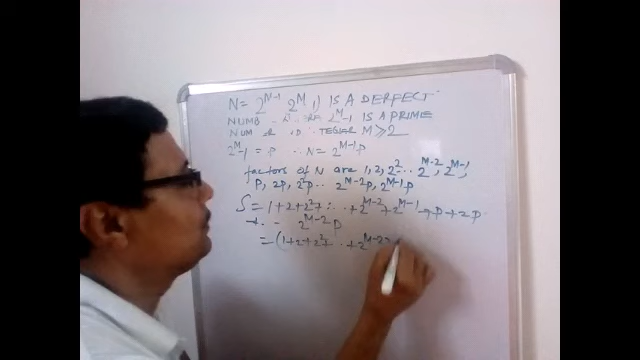 N = 2^{M-1} 2^M 1) IS A DERFECT
NUMB 2^M-1 IS A PRIME
NUM TEGER M ≥ 2
2^M-1 = P ∴ N = 2^{M-1} P
factors of N are 1, 2, 2^2 .. 2^{M-2}, 2^{M-1},
P, 2P, 2^2P .. 2^{M-2}P, 2^{M-1}P
S = 1+2+2^2+ .. +2^{M-2} +2^{M-1} +P+2P
+ . - 2^{M-2} P
= (1+2+2^2+ .. +2^{M-2}